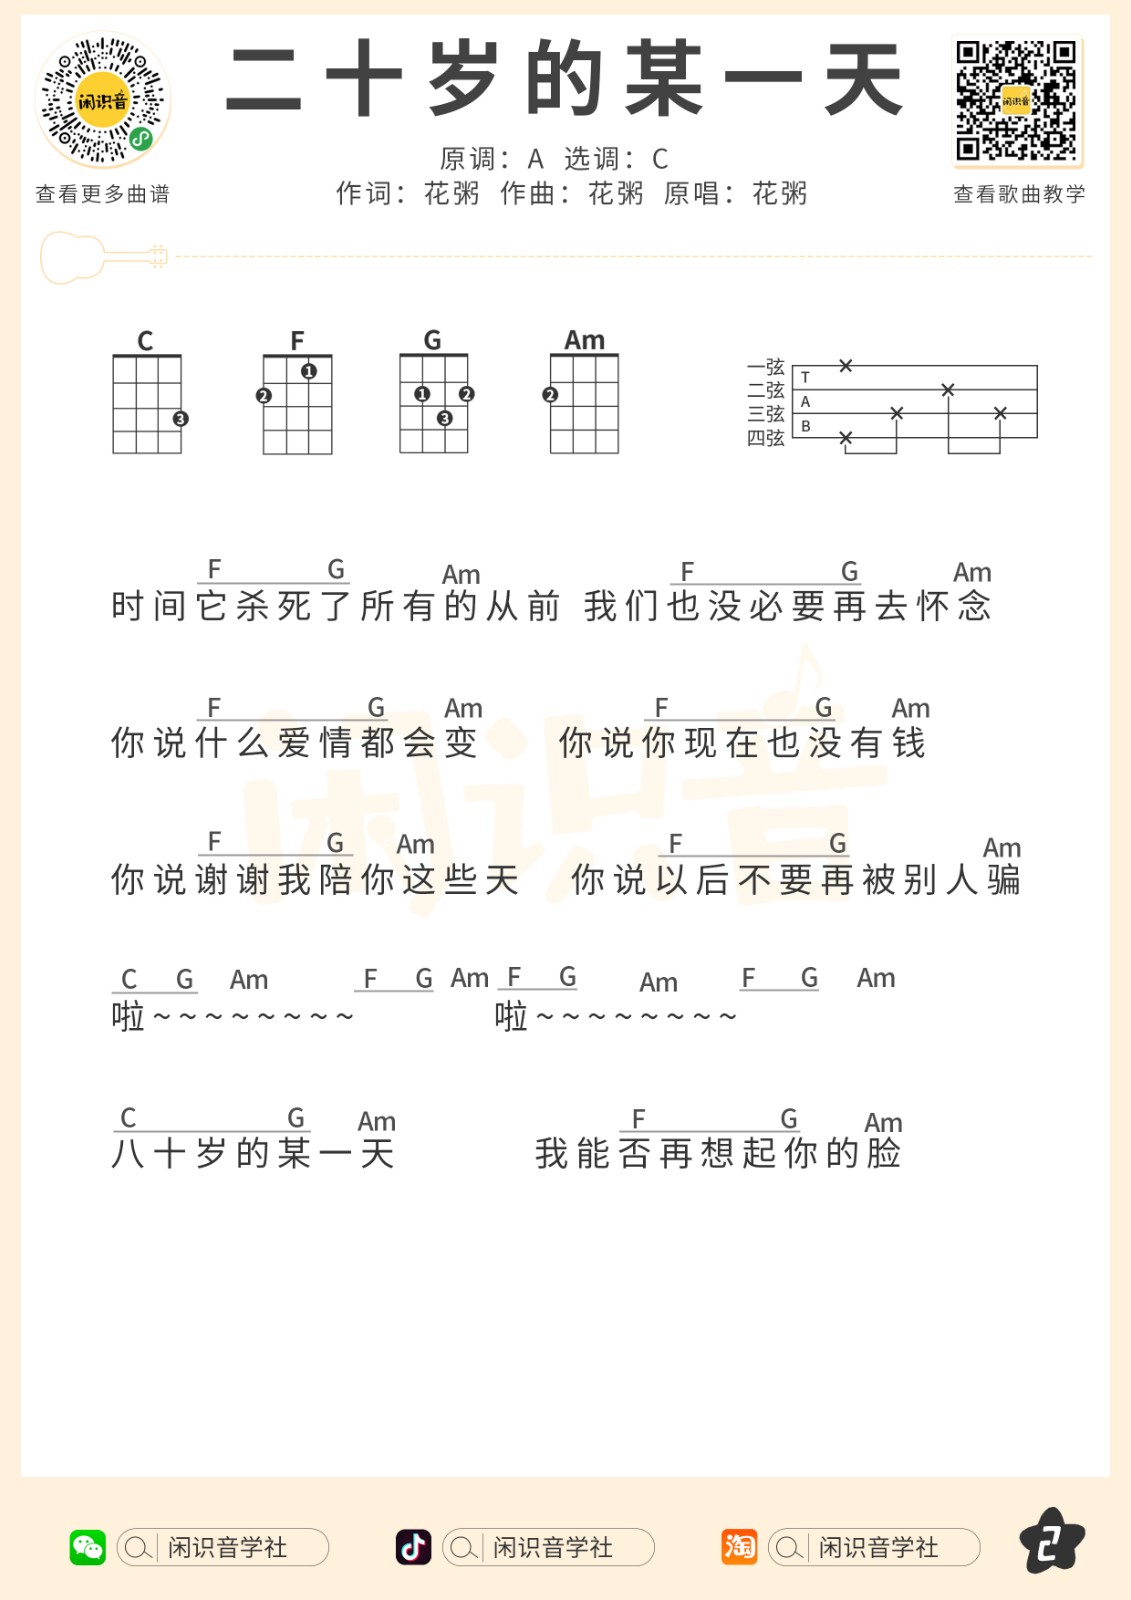 二十岁的某一天
原调：A 选调：C
作词：花粥 作曲：花粥 原唱：花粥
闲识音
查看更多曲谱
闲识音
查看歌曲教学
C F G Am
3
2 1
1 2 3
2
一弦
二弦
三弦
四弦
T
A
B
F G Am F G Am
时间它杀死了所有的从前 我们也没必要再去怀念
F G Am F G Am
你说什么爱情都会变 你说你现在也没有钱
F G Am F G Am
你说谢谢我陪你这些天 你说以后不要再被别人骗
C G Am F G Am F G Am F G Am
啦~~~~~~~~ 啦~~~~~~~~
C G Am F G Am
八十岁的某一天 我能否再想起你的脸
闲识音
闲识音学社 淘 闲识音学社 闲识音学社
2